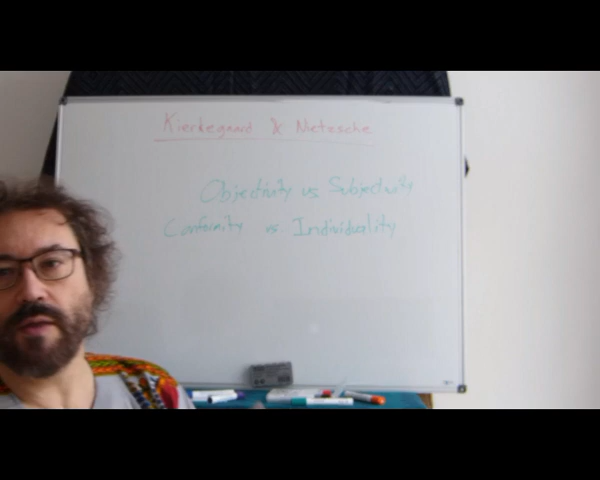 Kierkegaard & Nietzsche
Objectivity vs Subjectivity
Conformity vs Individuality